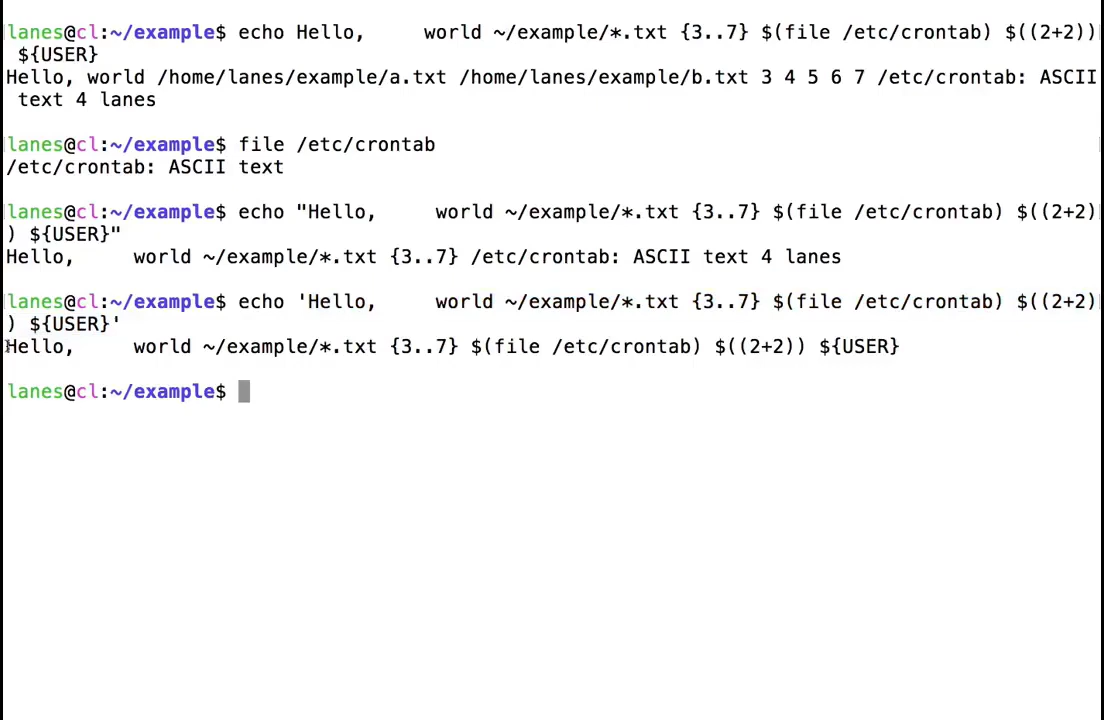 lanes@cl:~/example$ echo Hello,     world ~/example/*.txt {3..7} $(file /etc/crontab) $((2+2))
 ${USER}
Hello, world /home/lanes/example/a.txt /home/lanes/example/b.txt 3 4 5 6 7 /etc/crontab: ASCII
 text 4 lanes
lanes@cl:~/example$ file /etc/crontab
/etc/crontab: ASCII text
lanes@cl:~/example$ echo "Hello,     world ~/example/*.txt {3..7} $(file /etc/crontab) $((2+2)
) ${USER}"
Hello,     world ~/example/*.txt {3..7} /etc/crontab: ASCII text 4 lanes
lanes@cl:~/example$ echo 'Hello,     world ~/example/*.txt {3..7} $(file /etc/crontab) $((2+2)
) ${USER}'
Hello,     world ~/example/*.txt {3..7} $(file /etc/crontab) $((2+2)) ${USER}
lanes@cl:~/example$